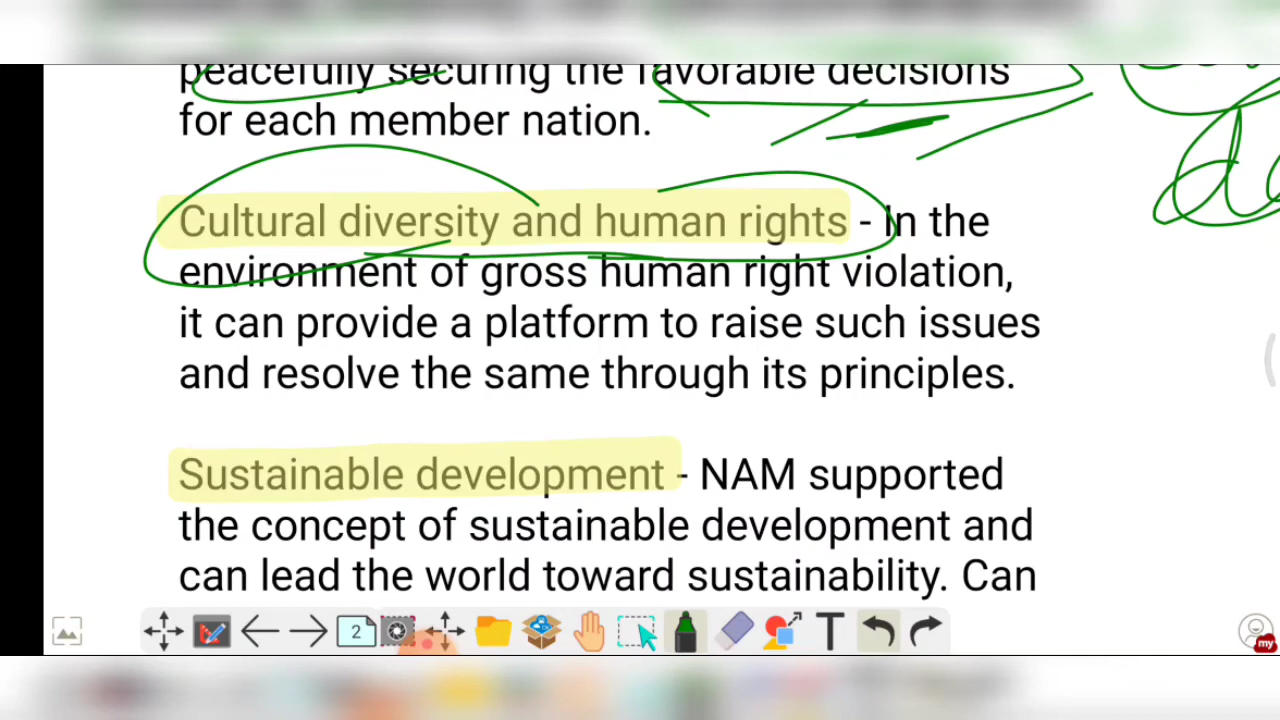 peacefully securing the favorable decisions
for each member nation.
Cultural diversity and human rights - In the
environment of gross human right violation,
it can provide a platform to raise such issues
and resolve the same through its principles.
Sustainable development - NAM supported
the concept of sustainable development and
can lead the world toward sustainability. Can
2
T
my